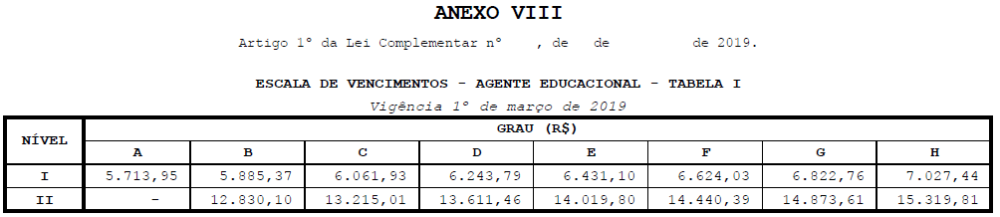 ANEXO VIII
Artigo 1º da Lei Complementar nº , de de de 2019.
ESCALA DE VENCIMENTOS - AGENTE EDUCACIONAL - TABELA I
Vigência 1º de março de 2019
NÍVEL GRAU (R$)
A B C D E F G H
I 5.713,95 5.885,37 6.061,93 6.243,79 6.431,10 6.624,03 6.822,76 7.027,44
II - 12.830,10 13.215,01 13.611,46 14.019,80 14.440,39 14.873,61 15.319,81